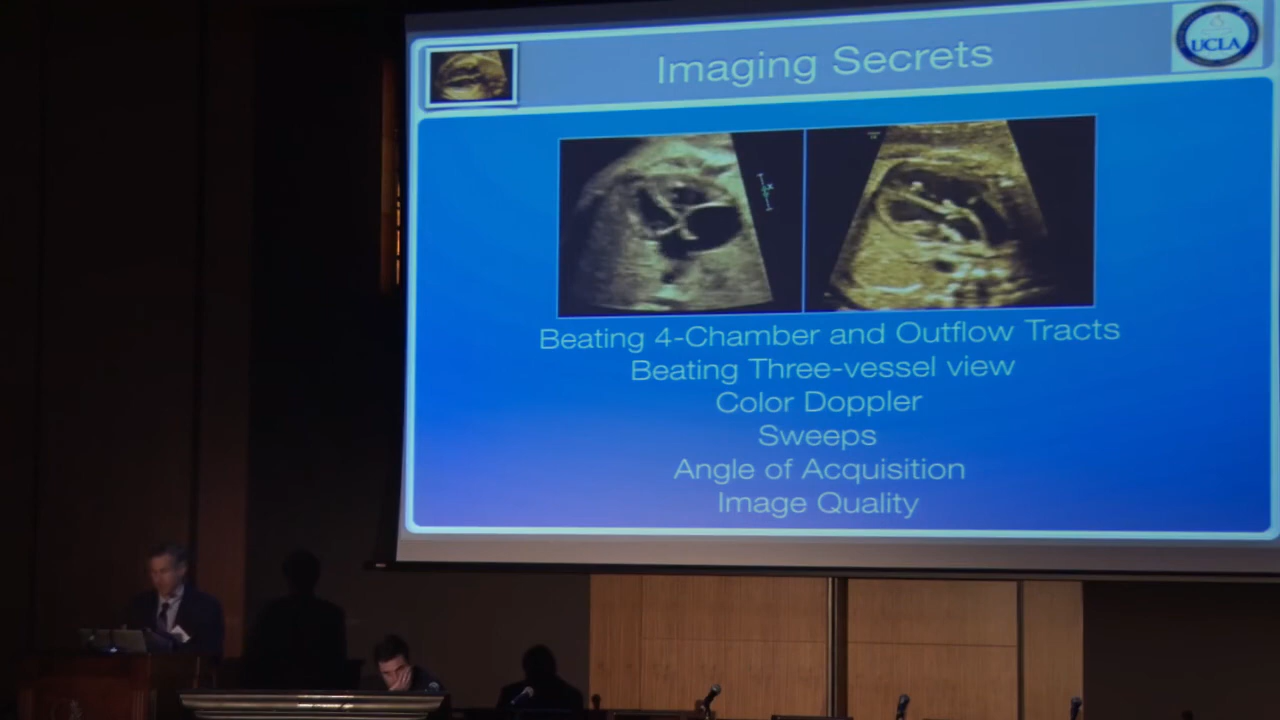 Imaging Secrets
UCLA
Beating 4-Chamber and Outflow Tracts
Beating Three-vessel view
Color Doppler
Sweeps
Angle of Acquisition
Image Quality